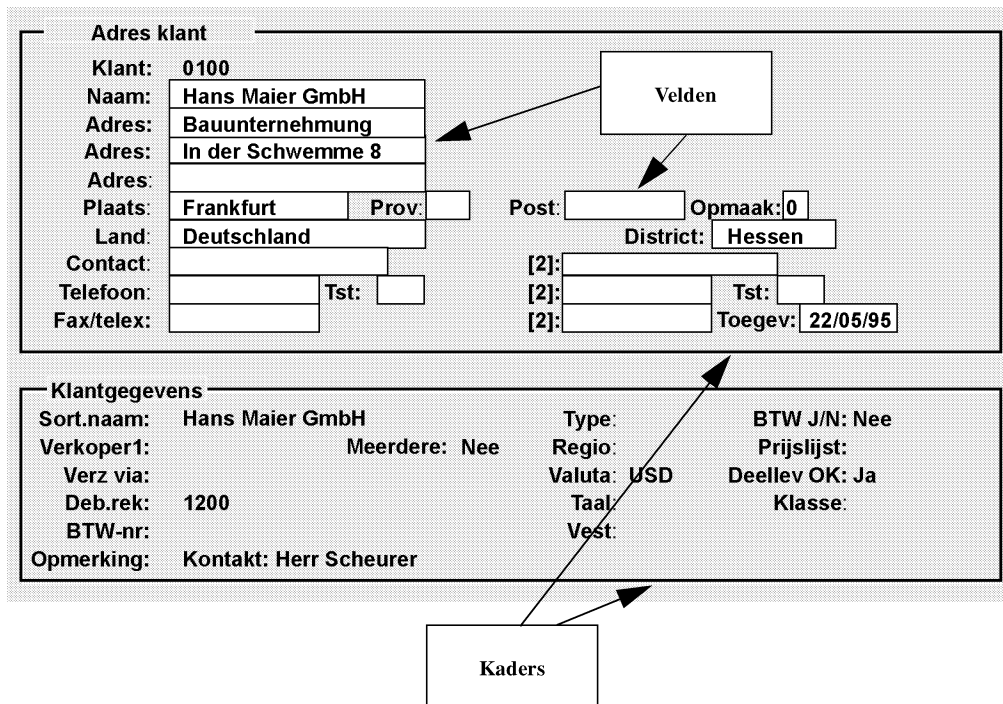 Adres klant
Klant: 0100
Naam: Hans Maier GmbH
Velden
Adres: Bauunternehmung
Adres: In der Schwemme 8
Adres:
Plaats: Frankfurt Prov: Post: Opmaak: 0
Land: Deutschland District: Hessen
Contact: [2]:
Telefoon: Tst: [2]: Tst:
Fax/telex: [2]: Toegev: 22/05/95
Klantgegevens
Sort.naam: Hans Maier GmbH Type: BTW J/N: Nee
Verkoper1: Meerdere: Nee Regio: Prijslijst:
Verz via: Valuta: USD Deellev OK: Ja
Deb.rek: 1200 Taal: Klasse:
BTW-nr: Vest:
Opmerking: Kontakt: Herr Scheurer
Kaders